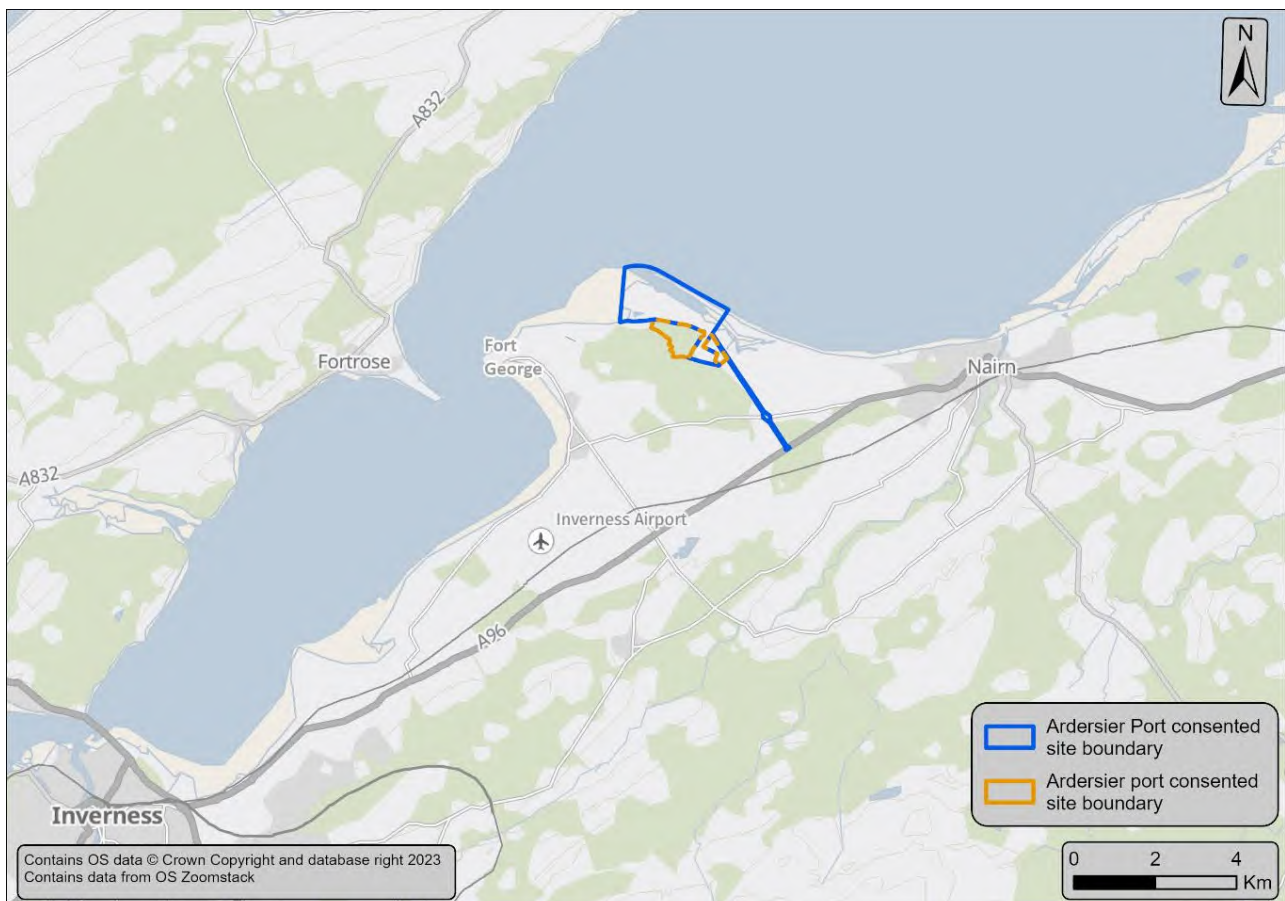 N
A832
Fort
George
Fortrose
Nairn
A832
Inverness Airport
A96
Inverness
Ardersier Port consented
site boundary
Ardersier port consented
site boundary
Contains OS data © Crown Copyright and database right 2023
Contains data from OS Zoomstack
0 2 4
Km